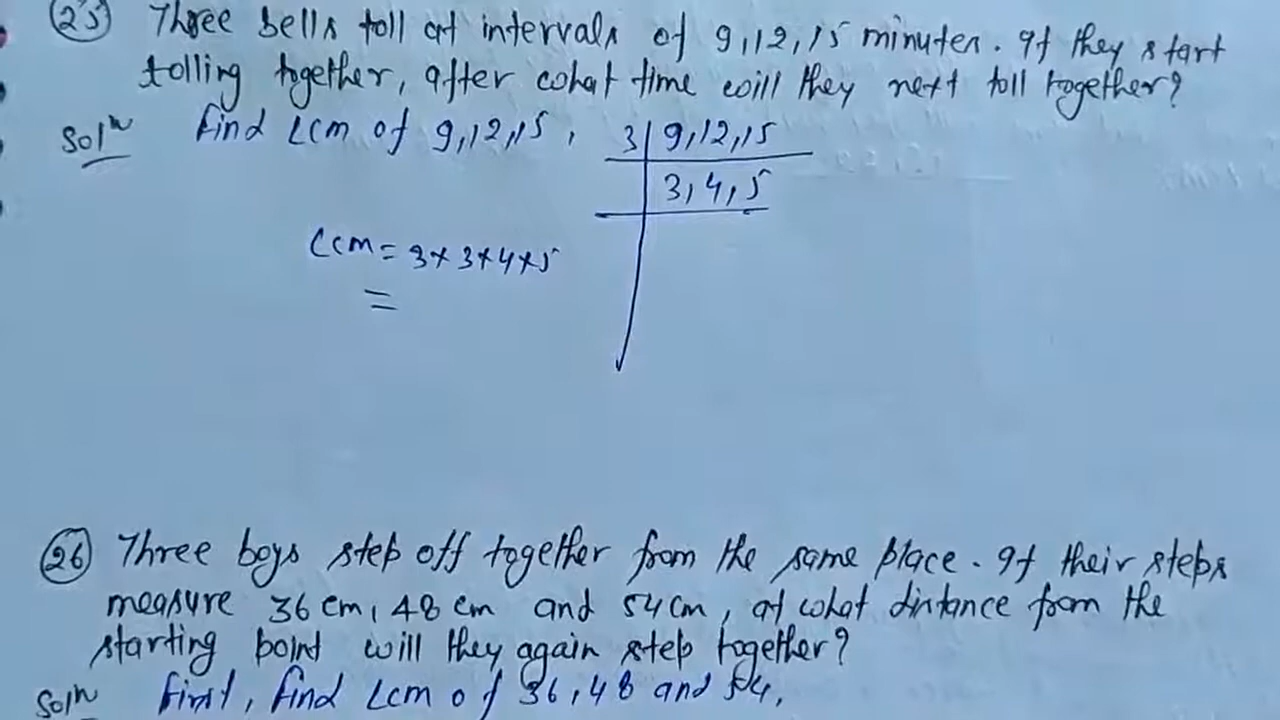 (25) Three bells toll at intervals of 9,12,15 minutes. If they start
tolling together, after what time will they next toll together?
Solⁿ find LCM of 9,12,15, 3 | 9,12,15
3,4,5
LCM = 3×3×4×5
=
(26) Three boys step off together from the same place. If their steps
measure 36 cm, 48 cm and 54 cm, at what distance from the
starting point will they again step together?
Solⁿ First, find LCM of 36,48 and 54,